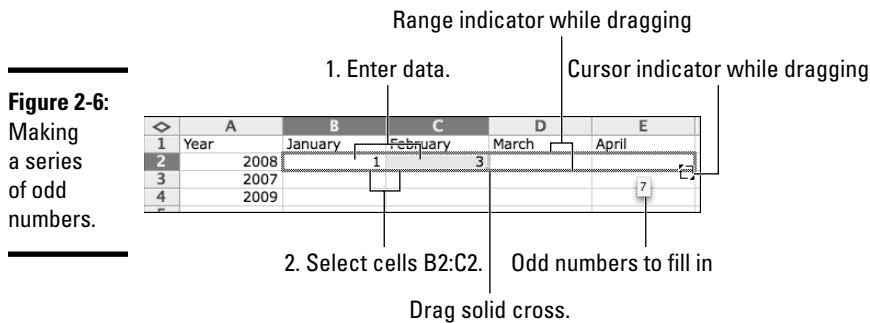 Range indicator while dragging
1. Enter data.
Cursor indicator while dragging
Figure 2-6:
Making
a series
of odd
numbers.
A B C D E
1 Year January February March April
2 2008 1 3
3 2007
4 2009
7
2. Select cells B2:C2.
Odd numbers to fill in
Drag solid cross.